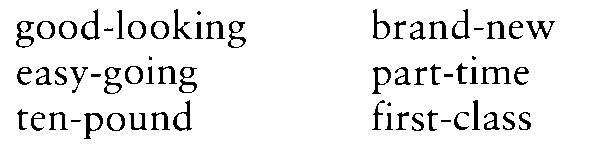 good-looking brand-new
easy-going part-time
ten-pound first-class